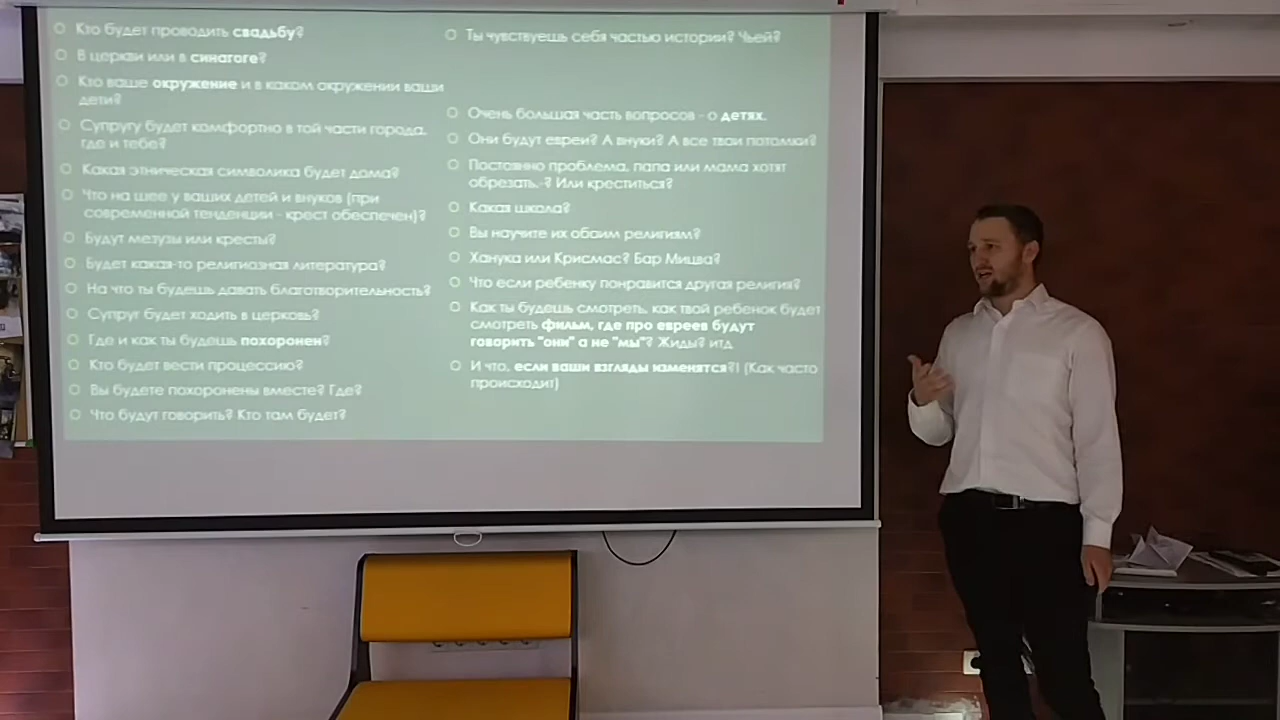 Кто будет проводить свадьбу?
В церкви или в синагоге?
Кто ваше окружение и в каком окружении ваши
дети?
Супругу будет комфортно в той части города,
где и тебе?
Какая этническая символика будет дома?
Что на шее у ваших детей и внуков (при
современной тенденции - крест обеспечен)?
Будут мезузы или кресты?
Будет какая-то религиозная литература?
На что ты будешь давать благотворительность?
Супруг будет ходить в церковь?
Где и как ты будешь похоронен?
Кто будет вести процессию?
Вы будете похоронены вместе? Где?
Что будут говорить? Кто там будет?
Ты чувствуешь себя частью истории? Чьей?
Очень большая часть вопросов - о детях.
Они будут евреи? А внуки? А все твои потомки?
Постоянно проблема, папа или мама хотят
обрезать.-? Или креститься?
Какая школа?
Вы научите их обоим религиям?
Ханука или Крисмас? Бар Мицва?
Что если ребенку понравится другая религия?
Как ты будешь смотреть, как твой ребенок будет
смотреть фильм, где про евреев будут
говорить "они" а не "мы"? Жиды? итд
И что, если ваши взгляды изменятся?! (Как часто
происходит)